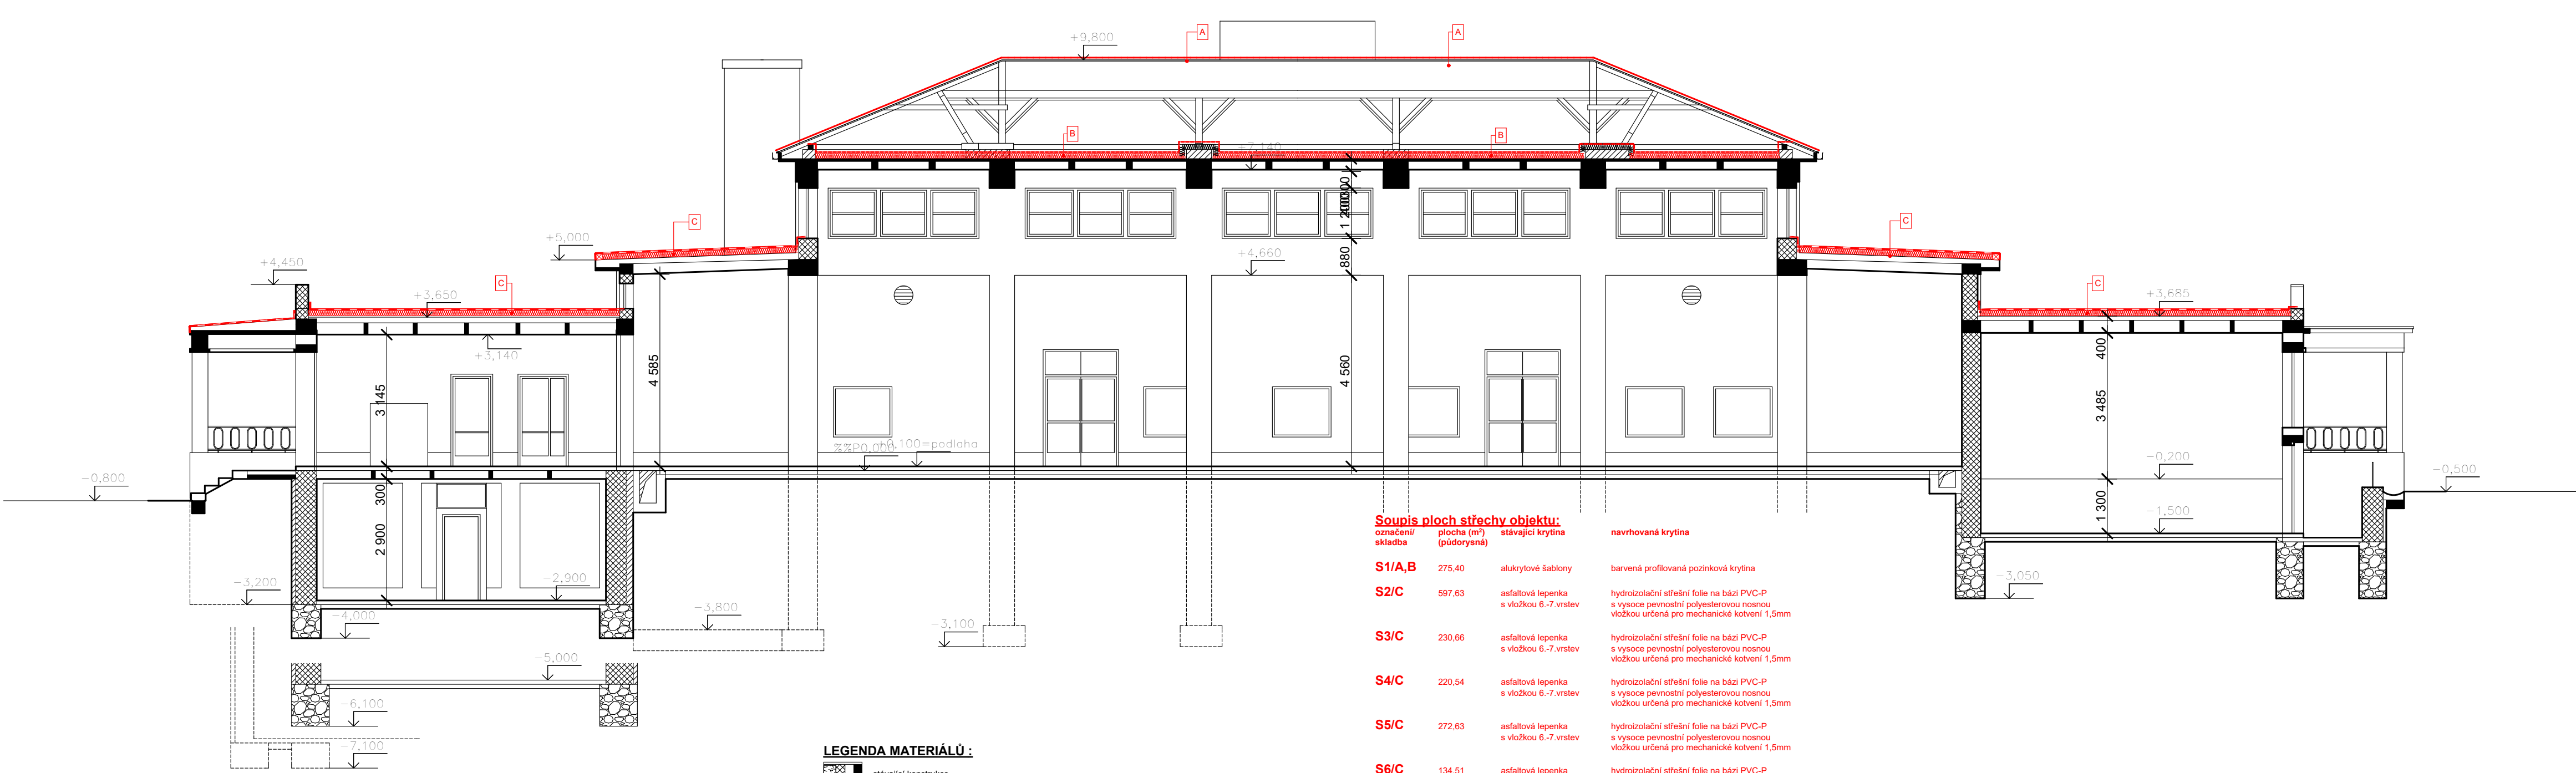 +9,800
A
A
B
B
+7,140
C
C
+5,000
+4,450
+4,660
C
+3,650
C
+3,685
+3,140
880
400
4 585
4 560
3 145
3 485
%%P0,000
+0,100=podlaha
-0,800
-0,200
-0,500
300
1 300
-1,500
2 900
-2,900
-3,200
-3,050
-4,000
-3,800
-3,100
-5,000
-6,100
-7,100
Soupis ploch střechy objektu:
označení/ plocha (m²) stávající krytina navrhovaná krytina
skladba (půdorysná)
S1/A,B 275,40 alukrytové šablony barvená profilovaná pozinková krytina
S2/C 597,63 asfaltová lepenka hydroizolační střešní folie na bázi PVC-P
s vložkou 6.-7.vrstev s vysoce pevnostní polyesterovou nosnou
vložkou určená pro mechanické kotvení 1,5mm
S3/C 230,66 asfaltová lepenka hydroizolační střešní folie na bázi PVC-P
s vložkou 6.-7.vrstev s vysoce pevnostní polyesterovou nosnou
vložkou určená pro mechanické kotvení 1,5mm
S4/C 220,54 asfaltová lepenka hydroizolační střešní folie na bázi PVC-P
s vložkou 6.-7.vrstev s vysoce pevnostní polyesterovou nosnou
vložkou určená pro mechanické kotvení 1,5mm
S5/C 272,63 asfaltová lepenka hydroizolační střešní folie na bázi PVC-P
s vložkou 6.-7.vrstev s vysoce pevnostní polyesterovou nosnou
vložkou určená pro mechanické kotvení 1,5mm
S6/C 134,51 asfaltová lepenka hydroizolační střešní folie na bázi PVC-P
LEGENDA MATERIÁLŮ :